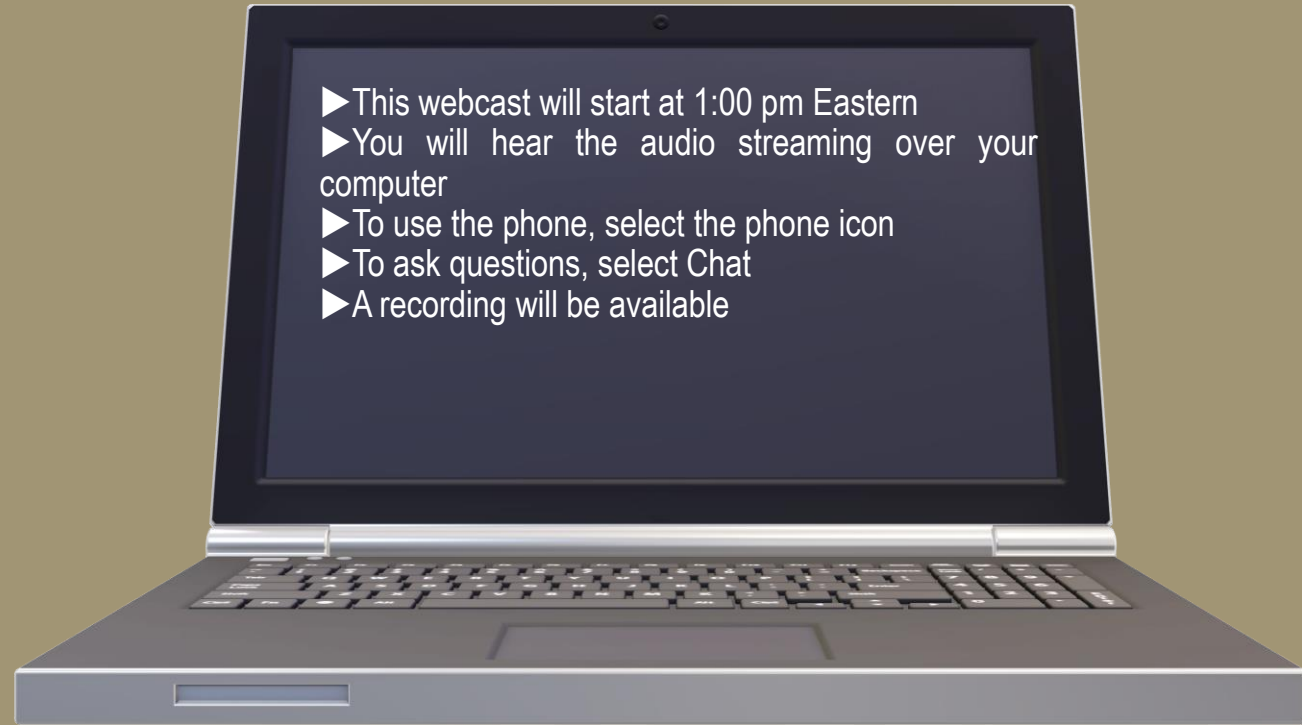 ▶This webcast will start at 1:00 pm Eastern
▶You will hear the audio streaming over your
computer
▶To use the phone, select the phone icon
▶To ask questions, select Chat
▶A recording will be available